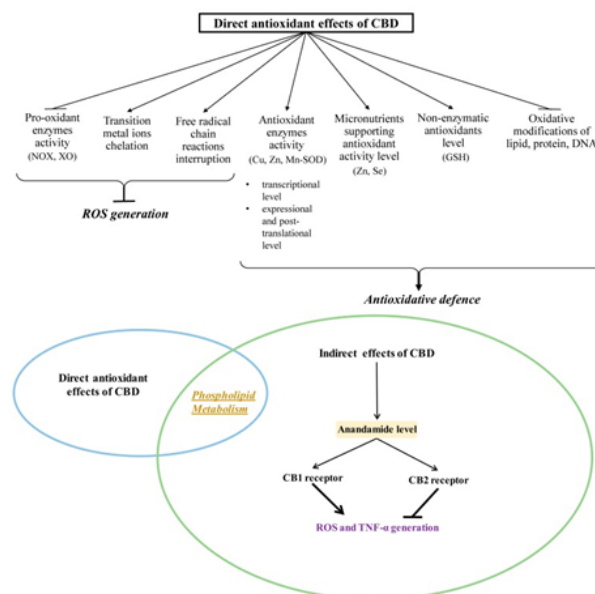 Direct antioxidant effects of CBD
Pro-oxidant
enzymes
activity
(NOX, XO)
Transition
metal ions
chelation
Free radical
chain
reactions
interruption
Antioxidant
enzymes
activity
(Cu, Zn, Mn-SOD)
• transcriptional
level
• expressional
and post-
translational
level
Micronutrients
supporting
antioxidant
activity level
(Zn, Se)
Non-enzymatic
antioxidants
level
(GSH)
Oxidative
modifications of
lipid, protein, DNA
ROS generation
Antioxidative defence
Direct antioxidant
effects of CBD
Phospholipid
Metabolism
Indirect effects of CBD
Anandamide level
CB1 receptor
CB2 receptor
ROS and TNF-α generation